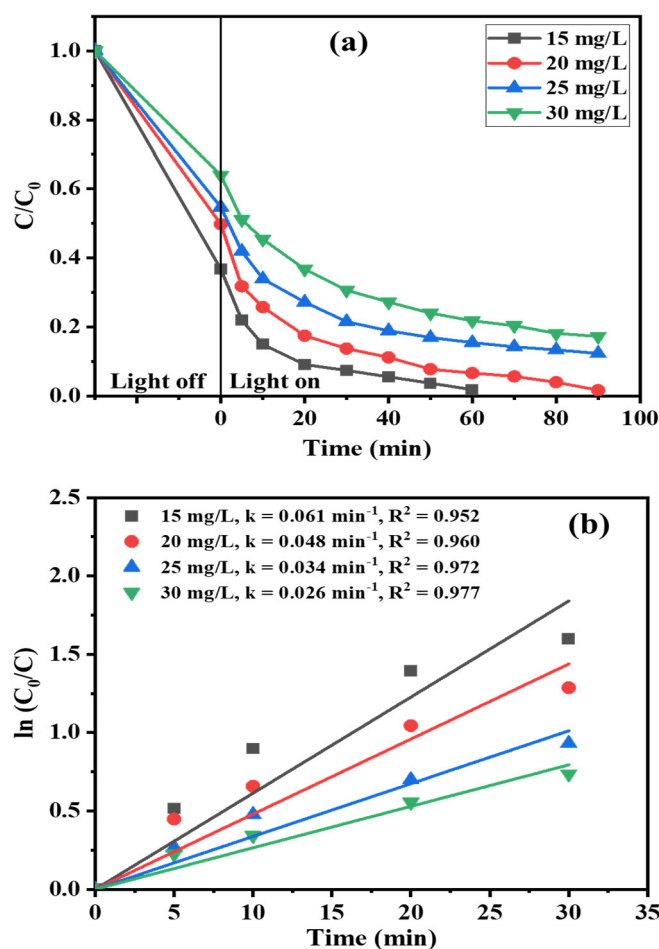 (a)
15 mg/L
20 mg/L
25 mg/L
30 mg/L
C/C₀
1.0
0.8
0.6
0.4
0.2
0.0
Light off
Light on
0 20 40 60 80 100
Time (min)
(b)
15 mg/L, k = 0.061 min⁻¹, R² = 0.952
20 mg/L, k = 0.048 min⁻¹, R² = 0.960
25 mg/L, k = 0.034 min⁻¹, R² = 0.972
30 mg/L, k = 0.026 min⁻¹, R² = 0.977
ln (C₀/C)
2.5
2.0
1.5
1.0
0.5
0.0
0 5 10 15 20 25 30 35
Time (min)